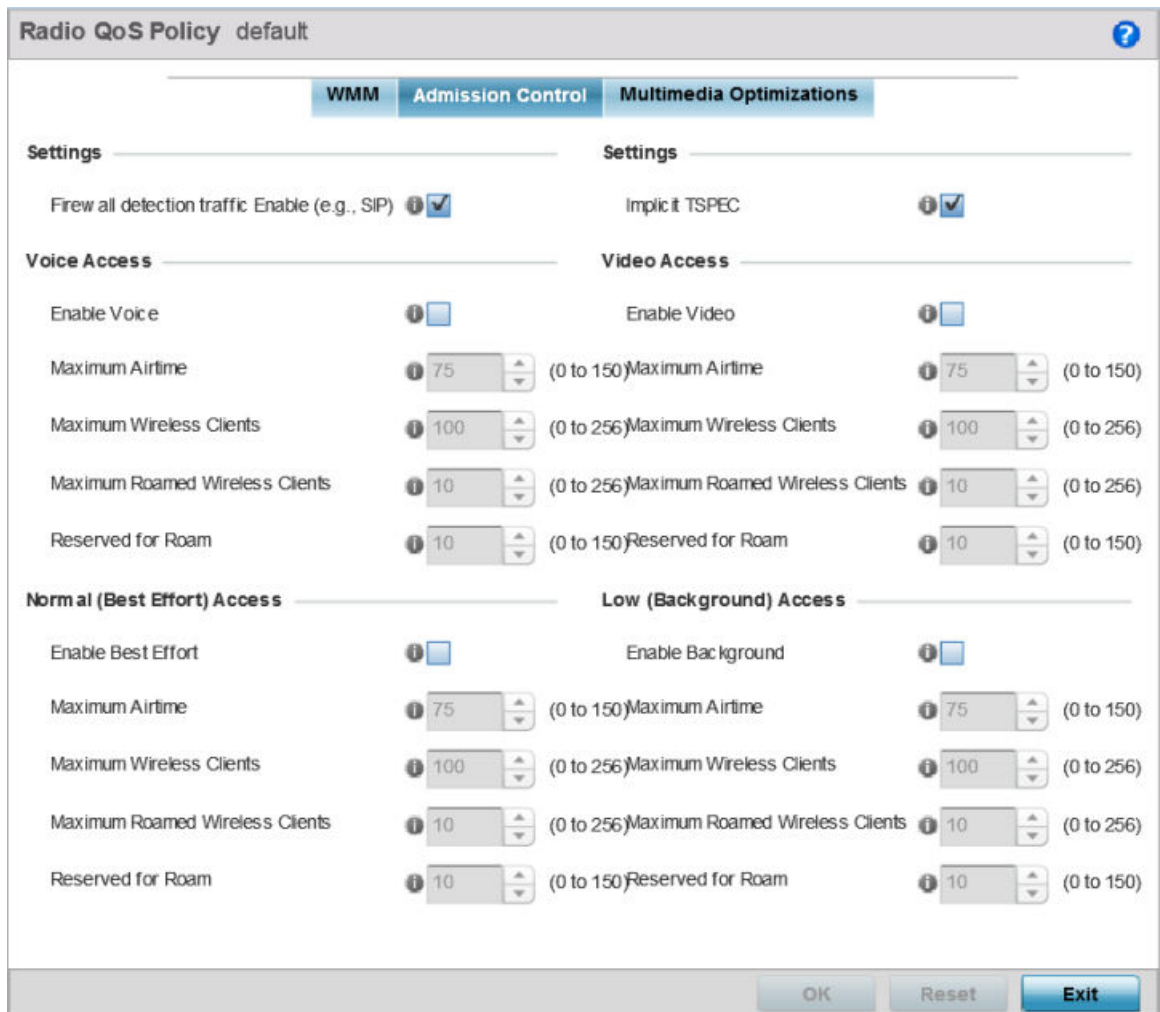 Radio QoS Policy default
?
WMM Admission Control Multimedia Optimizations
Settings Settings
Firewall detection traffic Enable (e.g., SIP) Implicit TSPEC
Voice Access Video Access
Enable Voice Enable Video
Maximum Airtime 75 (0 to 150) Maximum Airtime 75 (0 to 150)
Maximum Wireless Clients 100 (0 to 256) Maximum Wireless Clients 100 (0 to 256)
Maximum Roamed Wireless Clients 10 (0 to 256) Maximum Roamed Wireless Clients 10 (0 to 256)
Reserved for Roam 10 (0 to 150) Reserved for Roam 10 (0 to 150)
Normal (Best Effort) Access Low (Background) Access
Enable Best Effort Enable Background
Maximum Airtime 75 (0 to 150) Maximum Airtime 75 (0 to 150)
Maximum Wireless Clients 100 (0 to 256) Maximum Wireless Clients 100 (0 to 256)
Maximum Roamed Wireless Clients 10 (0 to 256) Maximum Roamed Wireless Clients 10 (0 to 256)
Reserved for Roam 10 (0 to 150) Reserved for Roam 10 (0 to 150)
OK Reset Exit